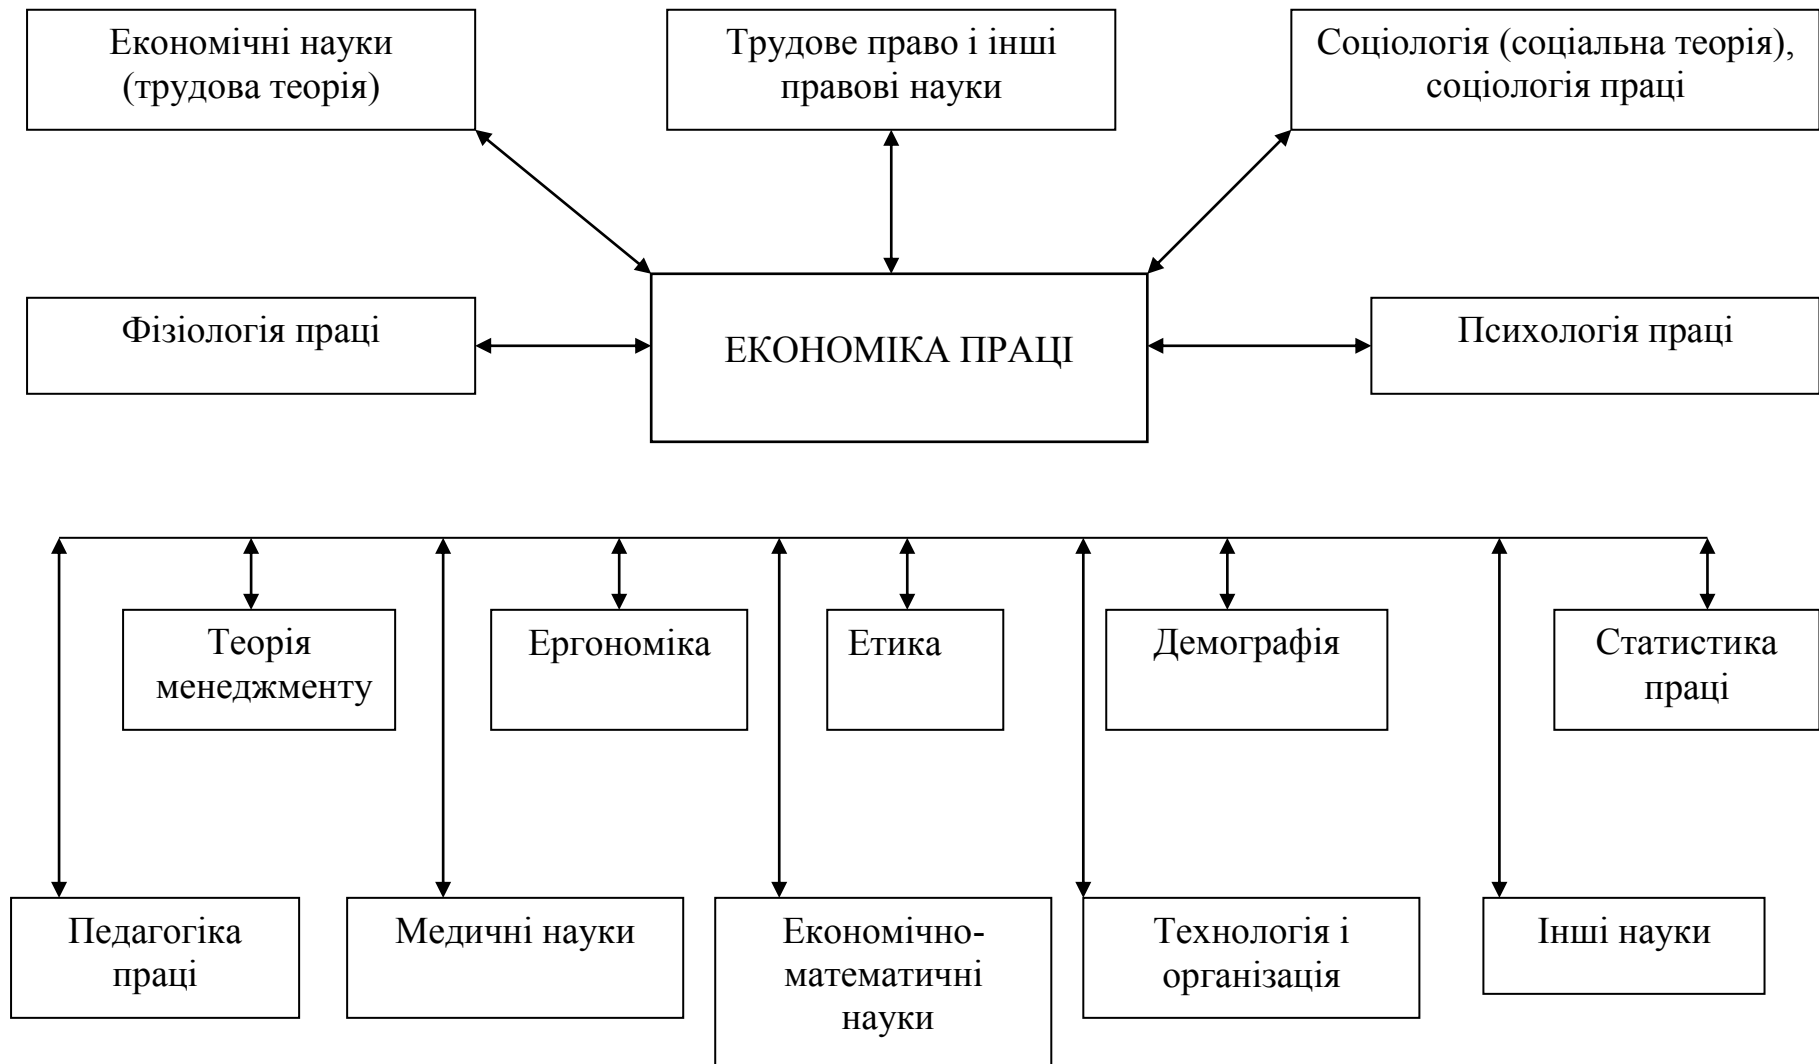 Економічні науки
(трудова теорія)
Трудове право і інші
правові науки
Соціологія (соціальна теорія),
соціологія праці
Фізіологія праці
ЕКОНОМІКА ПРАЦІ
Психологія праці
Теорія
менеджменту
Ергономіка
Етика
Демографія
Статистика
праці
Педагогіка
праці
Медичні науки
Економічно-
математичні
науки
Технологія і
організація
Інші науки